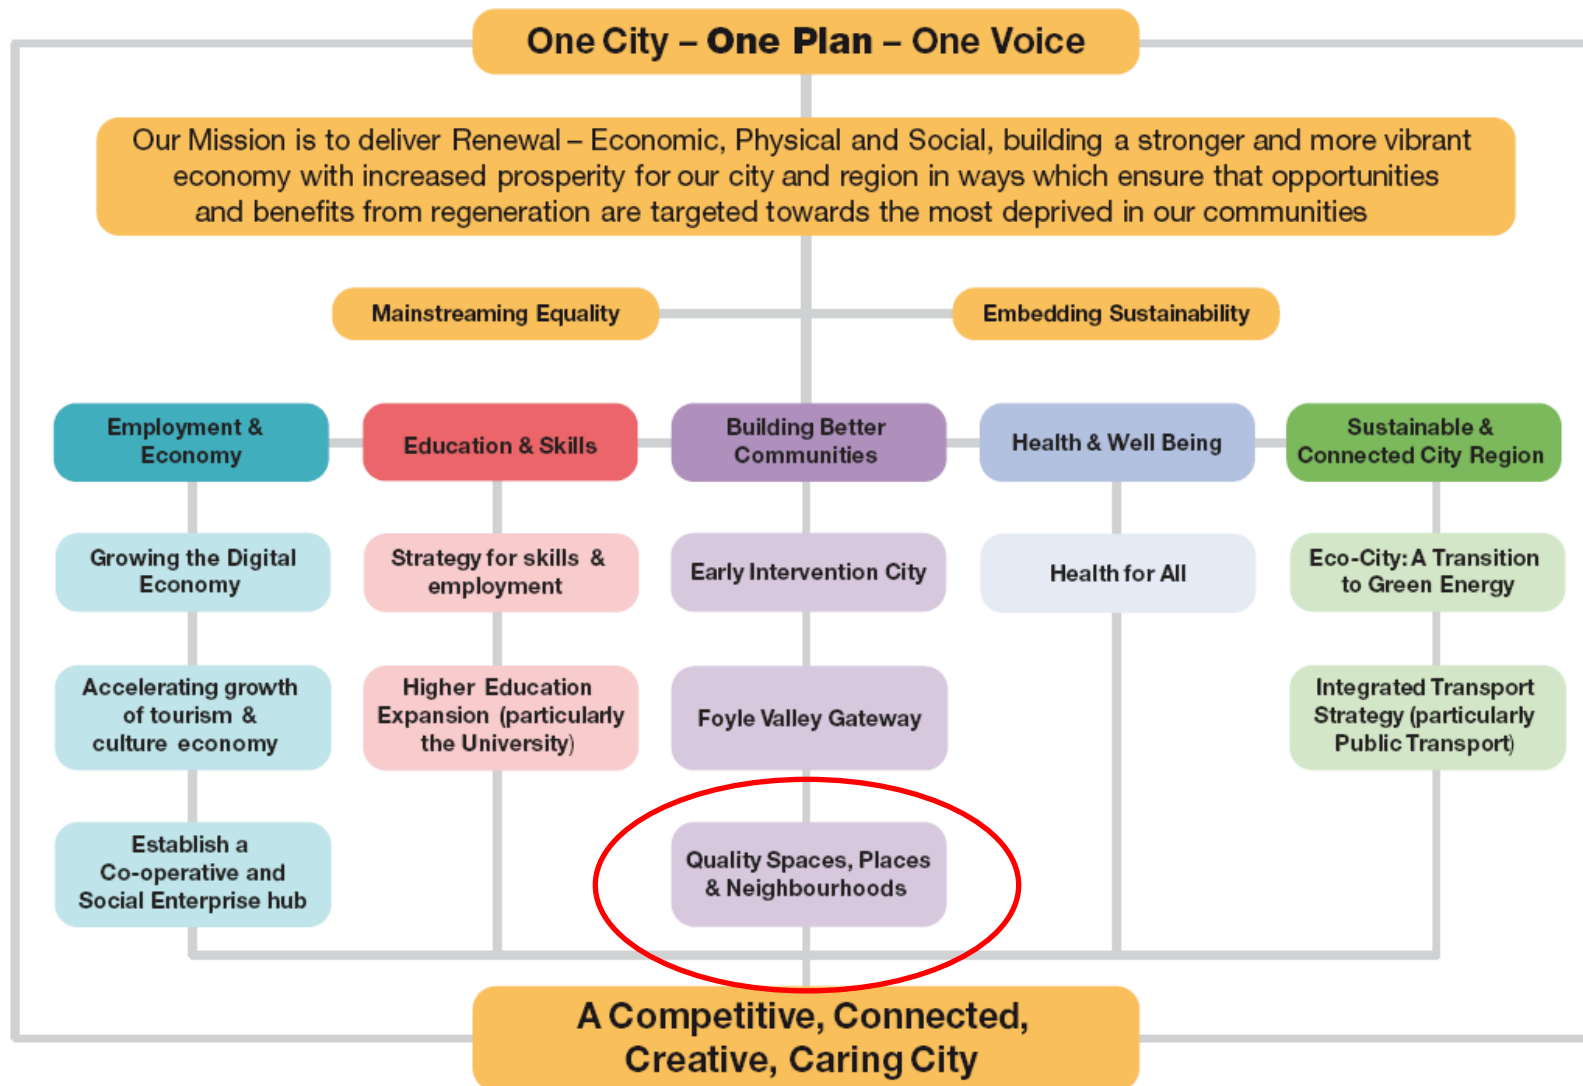 One City – One Plan – One Voice
Our Mission is to deliver Renewal – Economic, Physical and Social, building a stronger and more vibrant
economy with increased prosperity for our city and region in ways which ensure that opportunities
and benefits from regeneration are targeted towards the most deprived in our communities
Mainstreaming Equality
Embedding Sustainability
Employment &
Economy
Growing the Digital
Economy
Accelerating growth
of tourism &
culture economy
Establish a
Co-operative and
Social Enterprise hub
Education & Skills
Strategy for skills &
employment
Higher Education
Expansion (particularly
the University)
Building Better
Communities
Early Intervention City
Foyle Valley Gateway
Quality Spaces, Places
& Neighbourhoods
Health & Well Being
Health for All
Sustainable &
Connected City Region
Eco-City: A Transition
to Green Energy
Integrated Transport
Strategy (particularly
Public Transport)
A Competitive, Connected,
Creative, Caring City